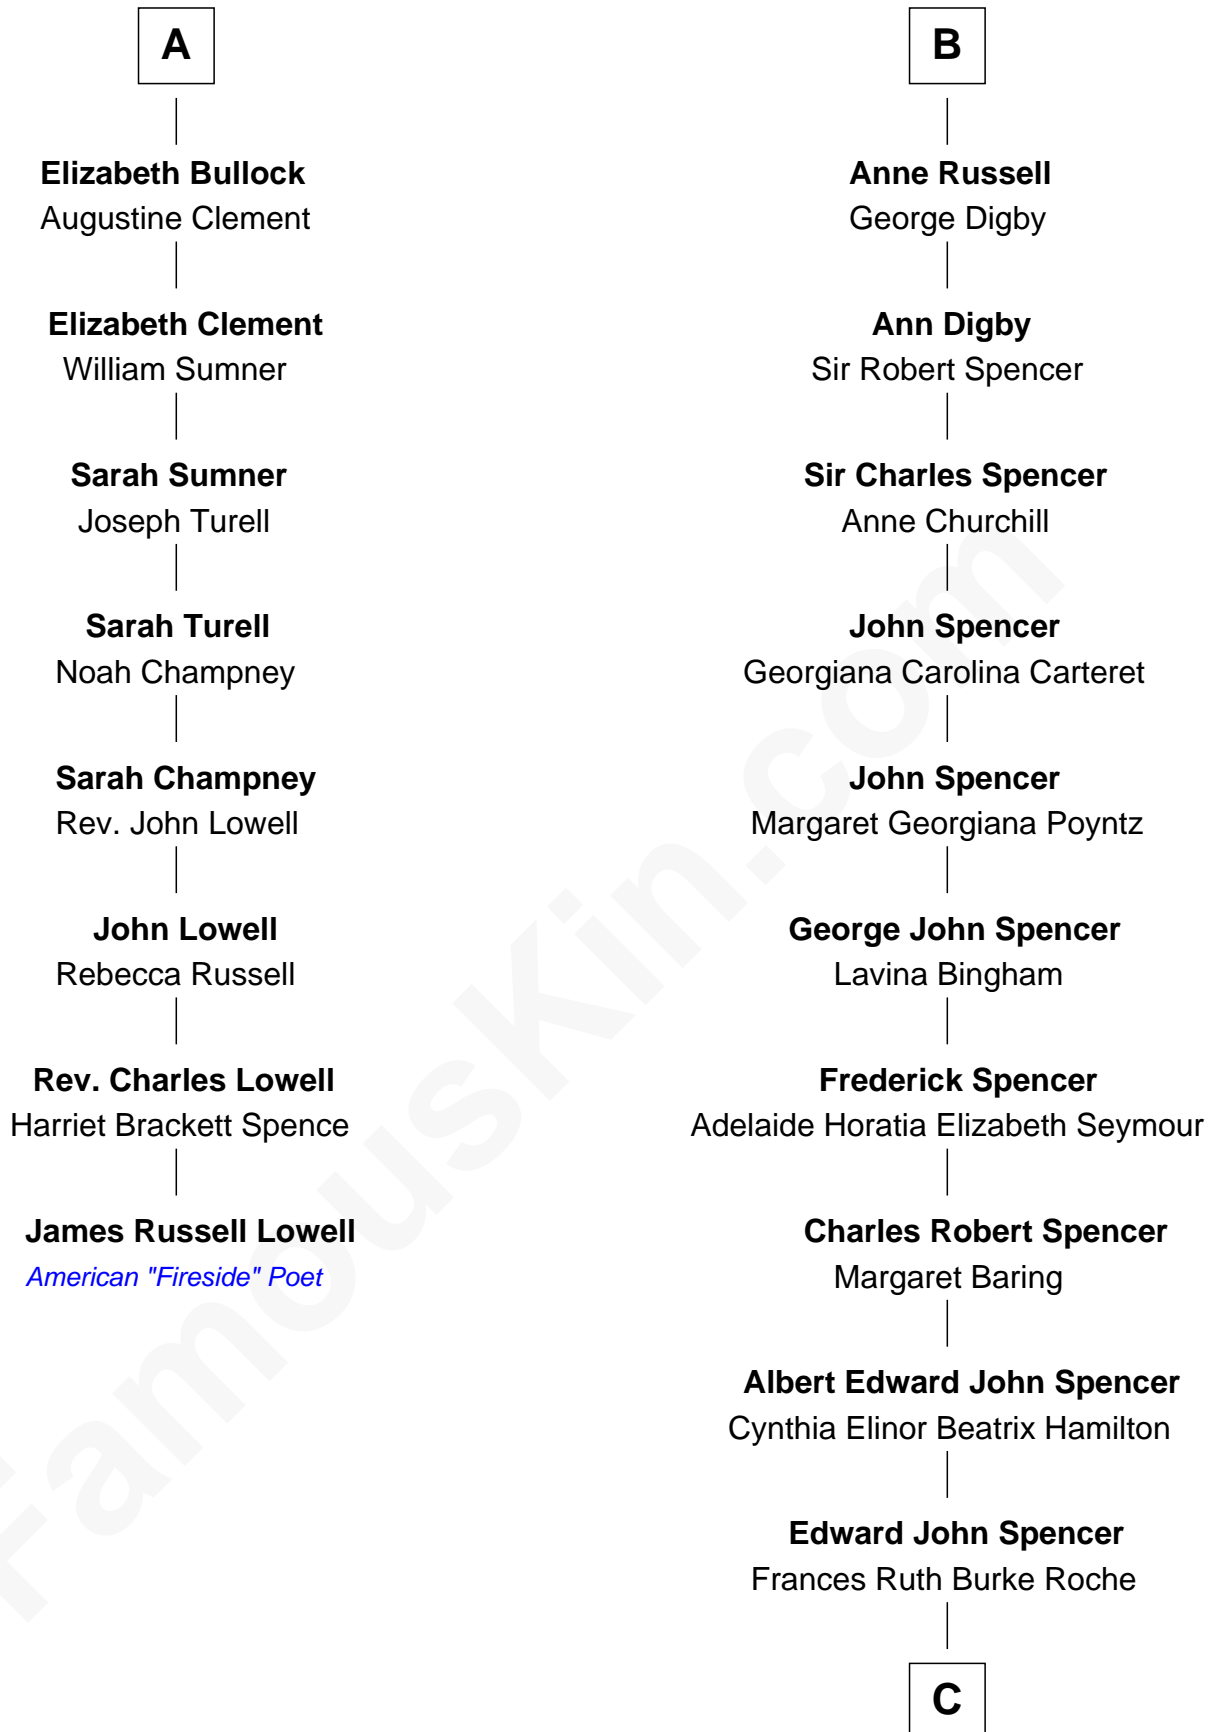 A
Elizabeth Bullock
Augustine Clement
Elizabeth Clement
William Sumner
Sarah Sumner
Joseph Turell
Sarah Turell
Noah Champney
Sarah Champney
Rev. John Lowell
John Lowell
Rebecca Russell
Rev. Charles Lowell
Harriet Brackett Spence
James Russell Lowell
American "Fireside" Poet
B
Anne Russell
George Digby
Ann Digby
Sir Robert Spencer
Sir Charles Spencer
Anne Churchill
John Spencer
Georgiana Carolina Carteret
John Spencer
Margaret Georgiana Poyntz
George John Spencer
Lavina Bingham
Frederick Spencer
Adelaide Horatia Elizabeth Seymour
Charles Robert Spencer
Margaret Baring
Albert Edward John Spencer
Cynthia Elinor Beatrix Hamilton
Edward John Spencer
Frances Ruth Burke Roche
C
FamousKin.com